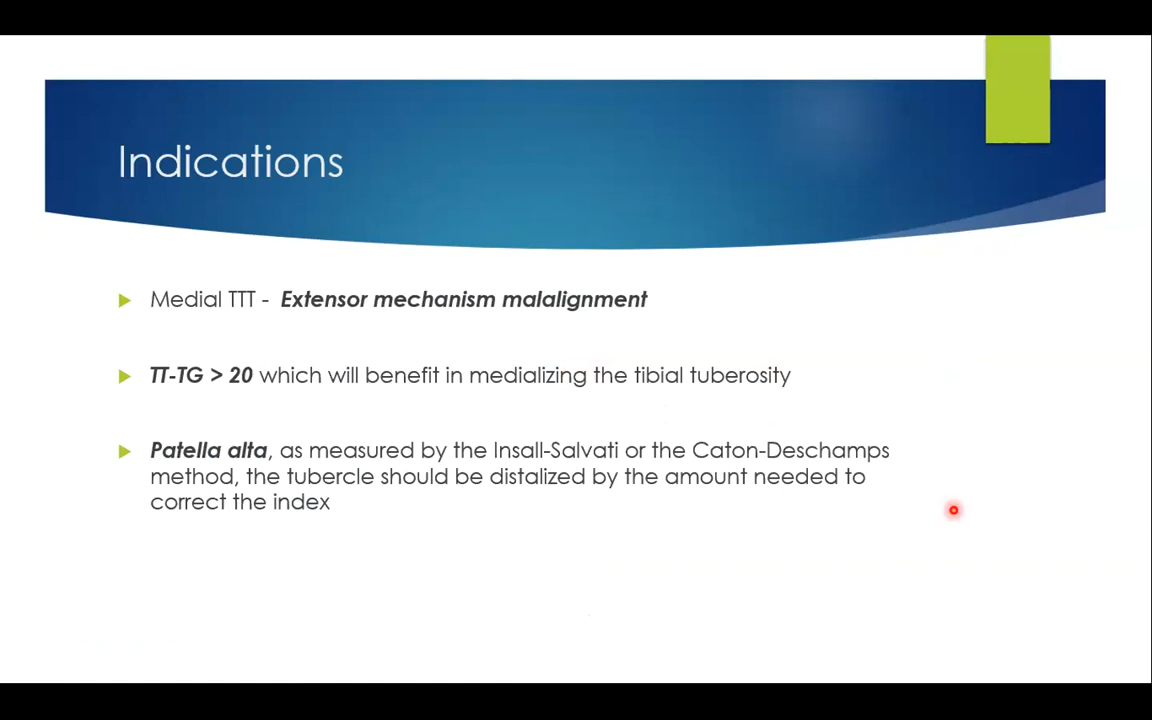 Indications
Medial TTT - Extensor mechanism malalignment
TT-TG > 20 which will benefit in medializing the tibial tuberosity
Patella alta, as measured by the Insall-Salvati or the Caton-Deschamps
method, the tubercle should be distalized by the amount needed to
correct the index